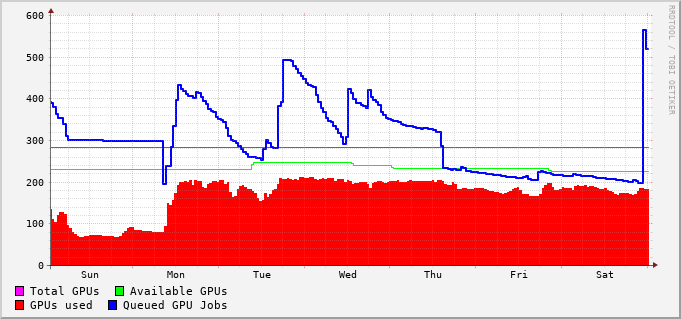 600
500
400
300
200
100
0
Sun Mon Tue Wed Thu Fri Sat
Total GPUs Available GPUs
GPUs used Queued GPU Jobs
RRDTOOL / TOBI OETIKER